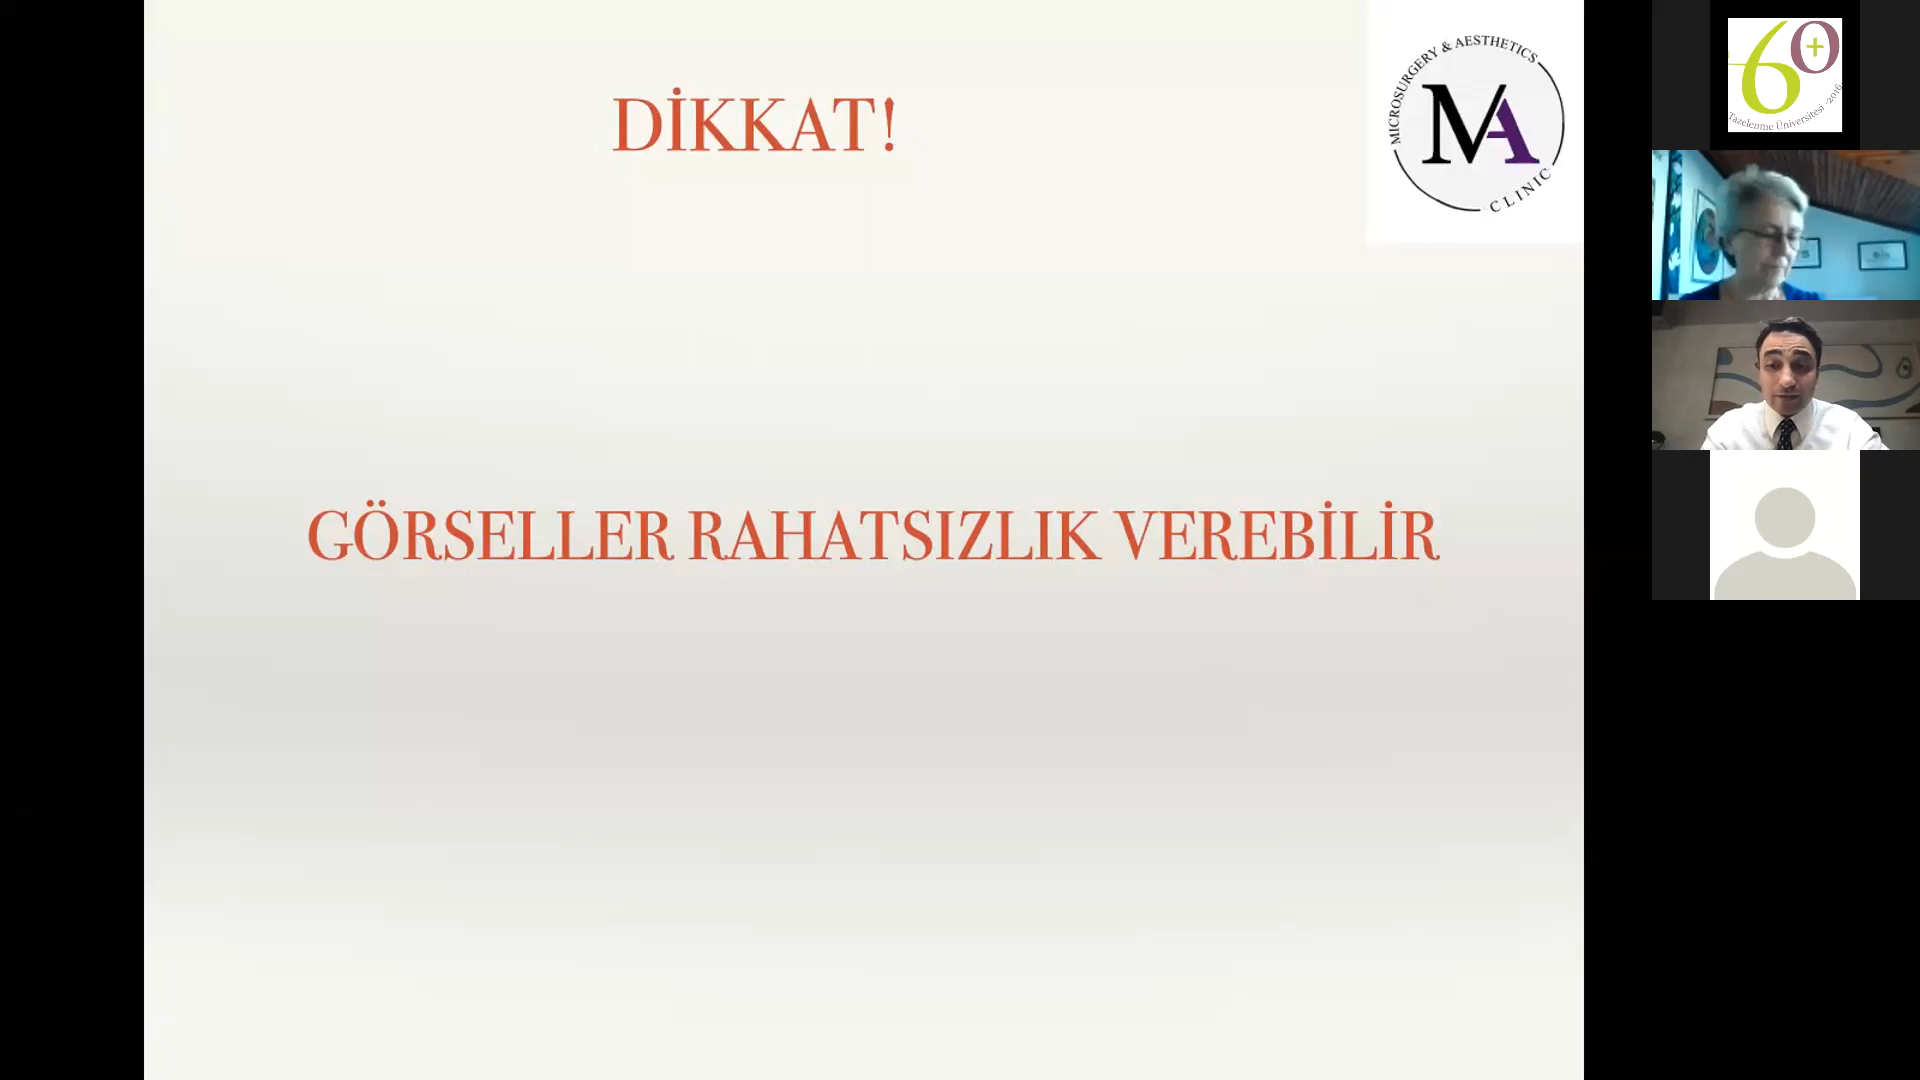 DİKKAT!
MICROSURGERY & AESTHETICS
MA
CLINIC
GÖRSELLER RAHATSIZLIK VEREBİLİR
60+
Tazelenme Üniversitesi -2016